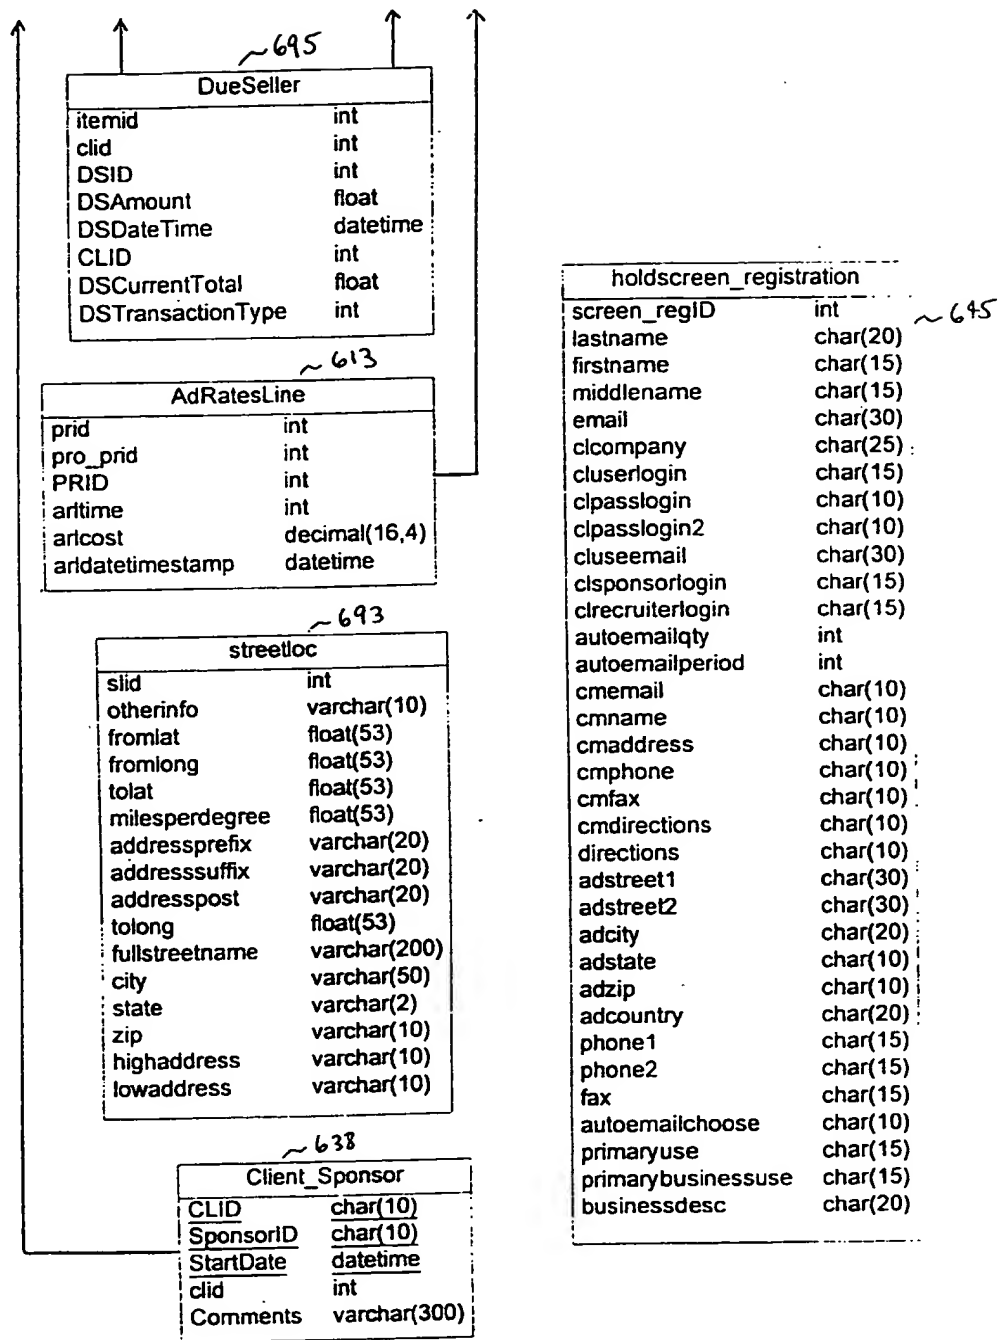 ~695
DueSeller
itemid int
clid int
DSID int
DSAmount float
DSDateTime datetime
CLID int
DSCurrentTotal float
DSTransactionType int
~613
AdRatesLine
prid int
pro_prid int
PRID int
arltime int
arlcost decimal(16,4)
arldatetimestamp datetime
~693
streetloc
slid int
otherinfo varchar(10)
fromlat float(53)
fromlong float(53)
tolat float(53)
milesperdegree float(53)
addressprefix varchar(20)
addresssuffix varchar(20)
addresspost varchar(20)
tolong float(53)
fullstreetname varchar(200)
city varchar(50)
state varchar(2)
zip varchar(10)
highaddress varchar(10)
lowaddress varchar(10)
~638
Client_Sponsor
CLID char(10)
SponsorID char(10)
StartDate datetime
clid int
Comments varchar(300)
holdscreen_registration
screen_regID int
~645
lastname char(20)
firstname char(15)
middlename char(15)
email char(30)
clcompany char(25)
cluserlogin char(15)
clpasslogin char(10)
clpasslogin2 char(10)
cluseemail char(30)
clsponsorlogin char(15)
clrecruiterlogin char(15)
autoemailqty int
autoemailperiod int
cmemail char(10)
cmname char(10)
cmaddress char(10)
cmphone char(10)
cmfax char(10)
cmdirections char(10)
directions char(10)
adstreet1 char(30)
adstreet2 char(30)
adcity char(20)
adstate char(10)
adzip char(10)
adcountry char(20)
phone1 char(15)
phone2 char(15)
fax char(15)
autoemailchoose char(10)
primaryuse char(15)
primarybusinessuse char(15)
businessdesc char(20)